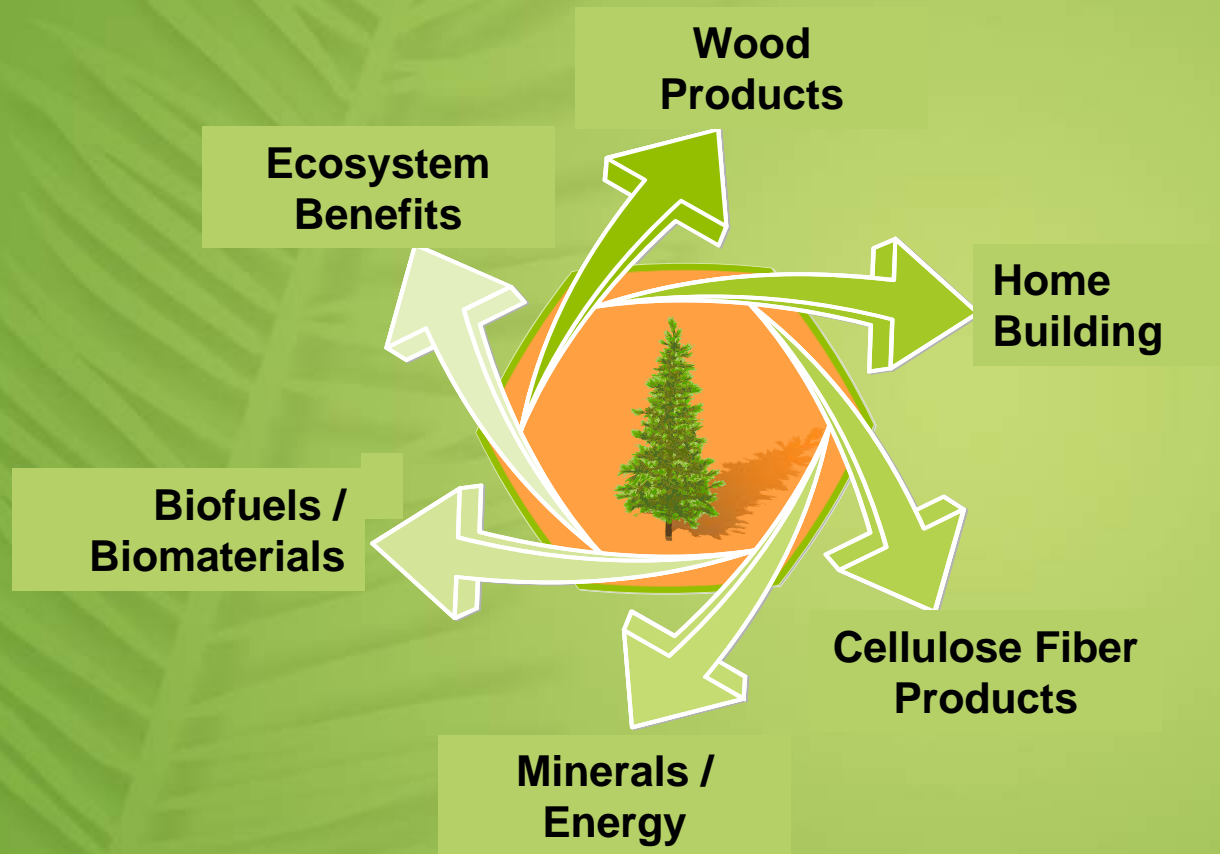 Wood
Products
Ecosystem
Benefits
Home
Building
Biofuels /
Biomaterials
Cellulose Fiber
Products
Minerals /
Energy